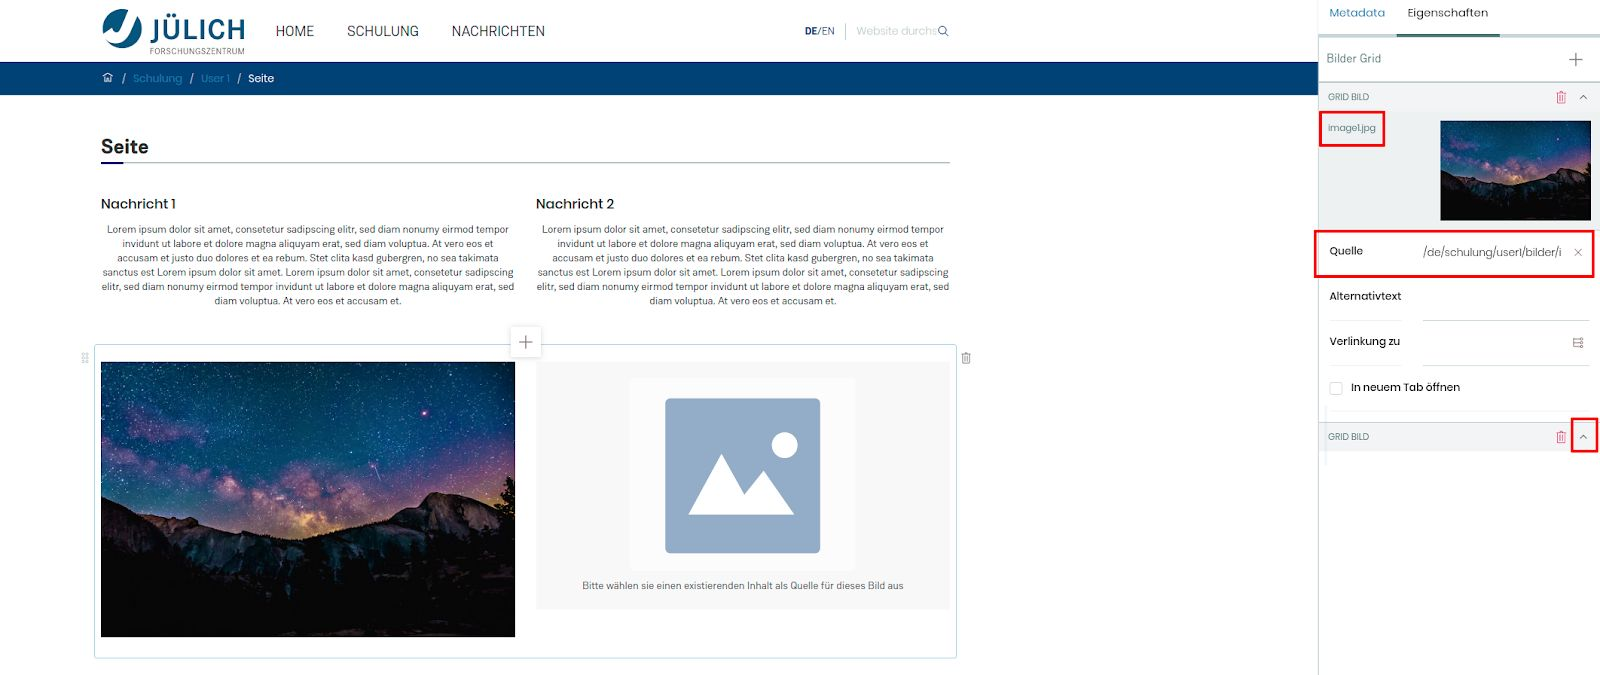 JÜLICH
FORSCHUNGSZENTRUM
HOME SCHULUNG NACHRICHTEN
DE/EN Website durchs
/ Schulung / User 1 / Seite
Seite
Nachricht 1
Lorem ipsum dolor sit amet, consetetur sadipscing elitr, sed diam nonumy eirmod tempor
invidunt ut labore et dolore magna aliquyam erat, sed diam voluptua. At vero eos et
accusam et justo duo dolores et ea rebum. Stet clita kasd gubergren, no sea takimata
sanctus est Lorem ipsum dolor sit amet. Lorem ipsum dolor sit amet, consetetur sadipscing
elitr, sed diam nonumy eirmod tempor invidunt ut labore et dolore magna aliquyam erat, sed
diam voluptua. At vero eos et accusam et.
Nachricht 2
Lorem ipsum dolor sit amet, consetetur sadipscing elitr, sed diam nonumy eirmod tempor
invidunt ut labore et dolore magna aliquyam erat, sed diam voluptua. At vero eos et
accusam et justo duo dolores et ea rebum. Stet clita kasd gubergren, no sea takimata
sanctus est Lorem ipsum dolor sit amet. Lorem ipsum dolor sit amet, consetetur sadipscing
elitr, sed diam nonumy eirmod tempor invidunt ut labore et dolore magna aliquyam erat, sed
diam voluptua. At vero eos et accusam et.
Bitte wählen sie einen existierenden Inhalt als Quelle für dieses Bild aus
Metadata Eigenschaften
Bilder Grid
GRID BILD
image1.jpg
Quelle /de/schulung/user1/bilder/i
Alternativtext
Verlinkung zu
In neuem Tab öffnen
GRID BILD